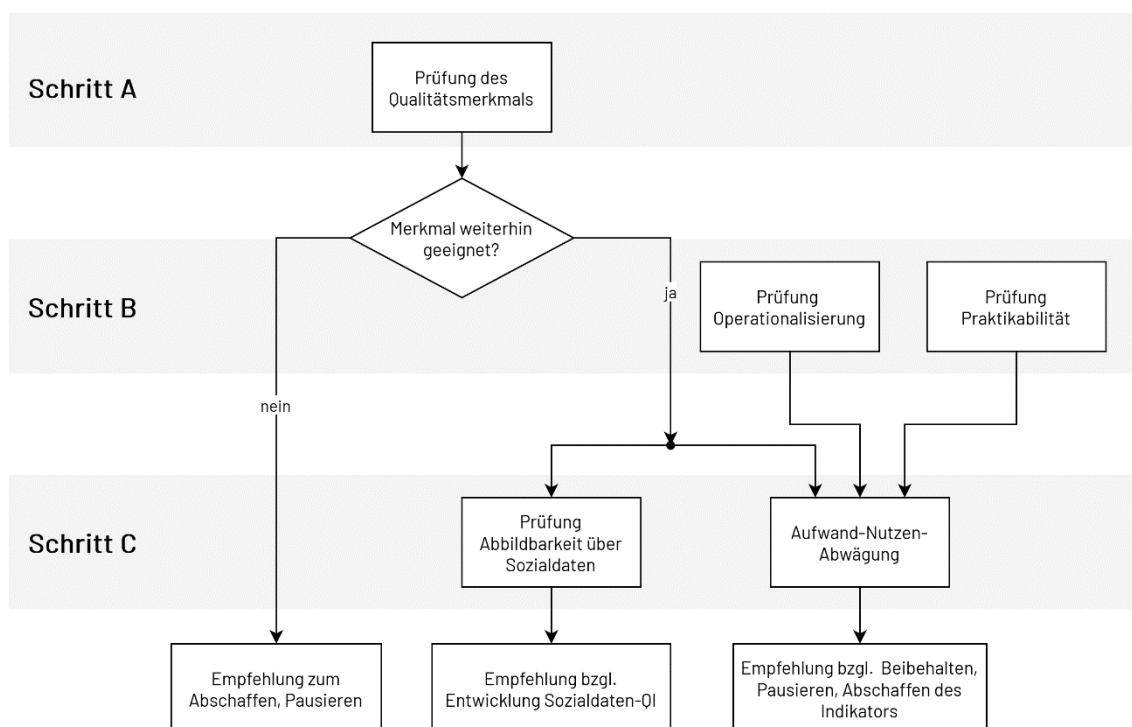 Schritt A
Prüfung des
Qualitätsmerkmals
Merkmal weiterhin
geeignet?
Schritt B
ja
Prüfung
Operationalisierung
Prüfung
Praktikabilität
nein
Schritt C
Prüfung
Abbildbarkeit über
Sozialdaten
Aufwand-Nutzen-
Abwägung
Empfehlung zum
Abschaffen, Pausieren
Empfehlung bzgl.
Entwicklung Sozialdaten-QI
Empfehlung bzgl. Beibehalten,
Pausieren, Abschaffen des
Indikators